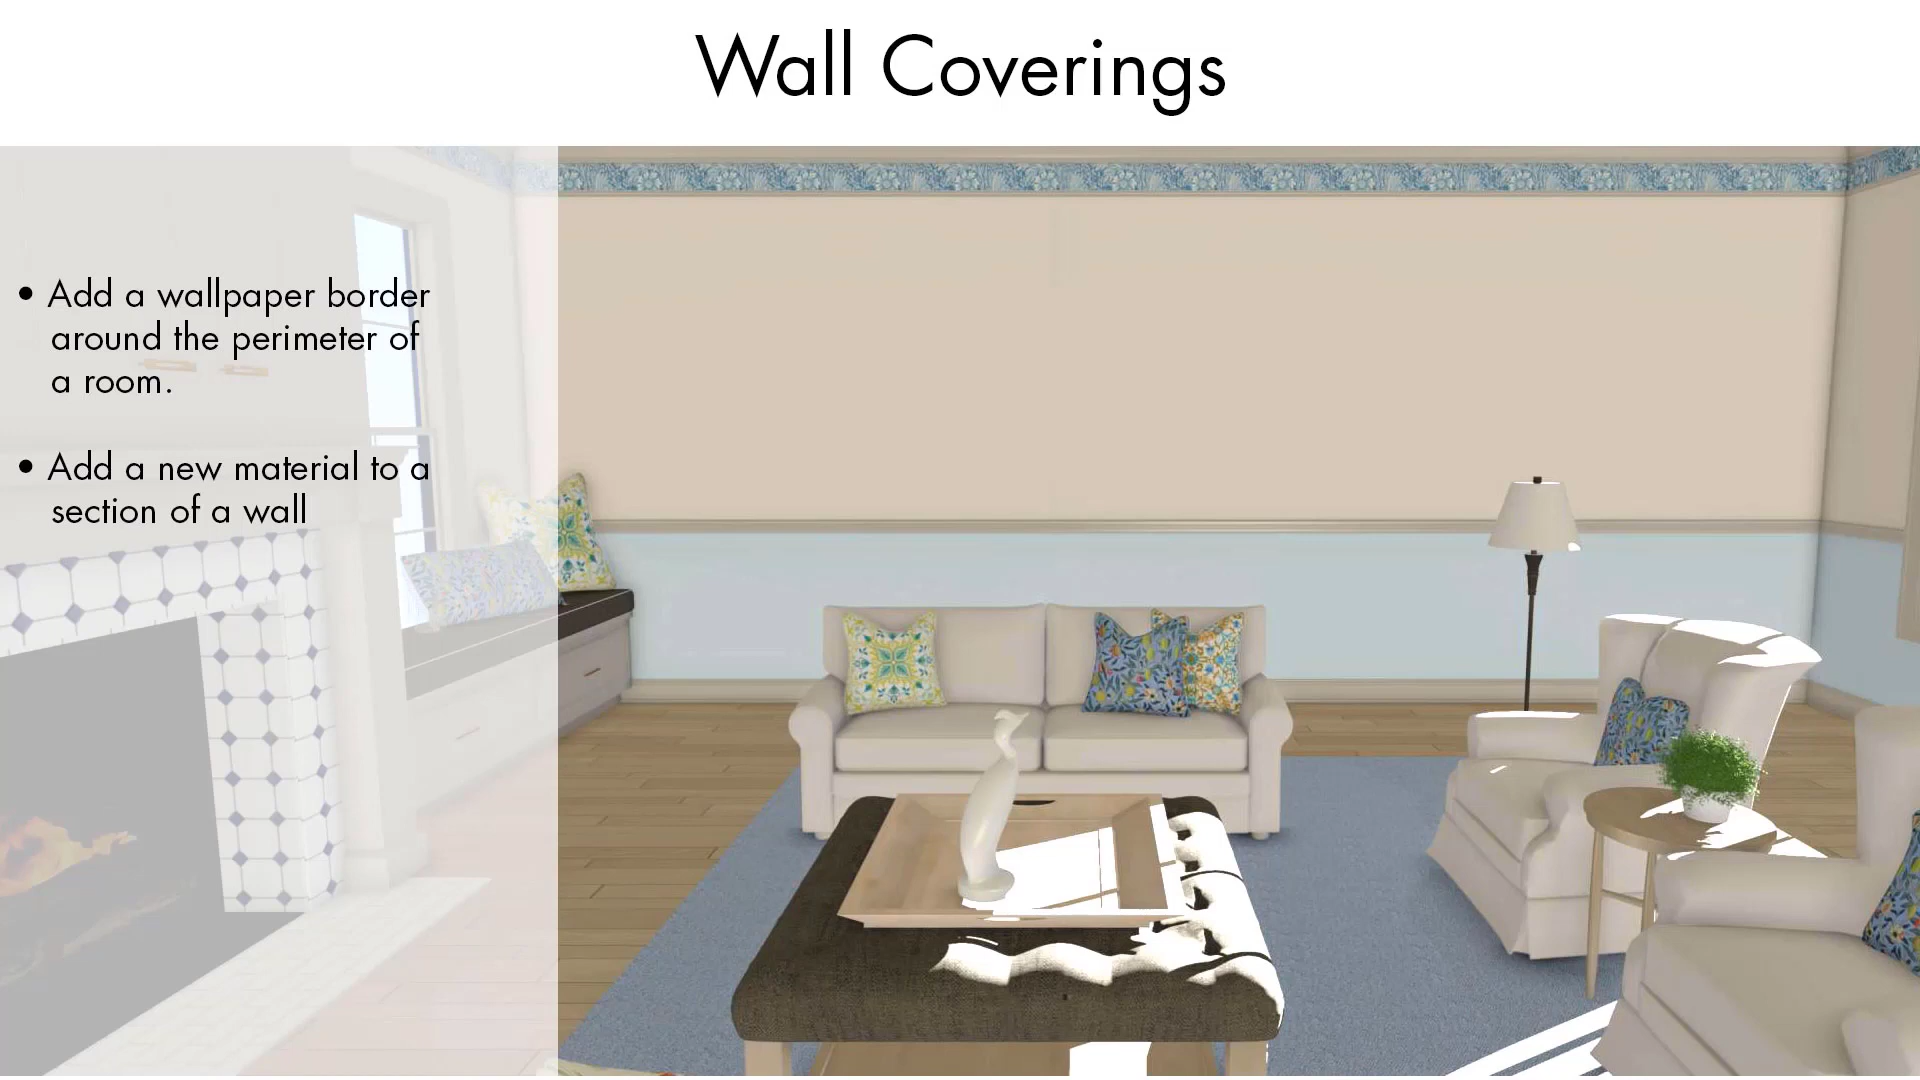 Wall Coverings
• Add a wallpaper border
around the perimeter of
a room.
• Add a new material to a
section of a wall